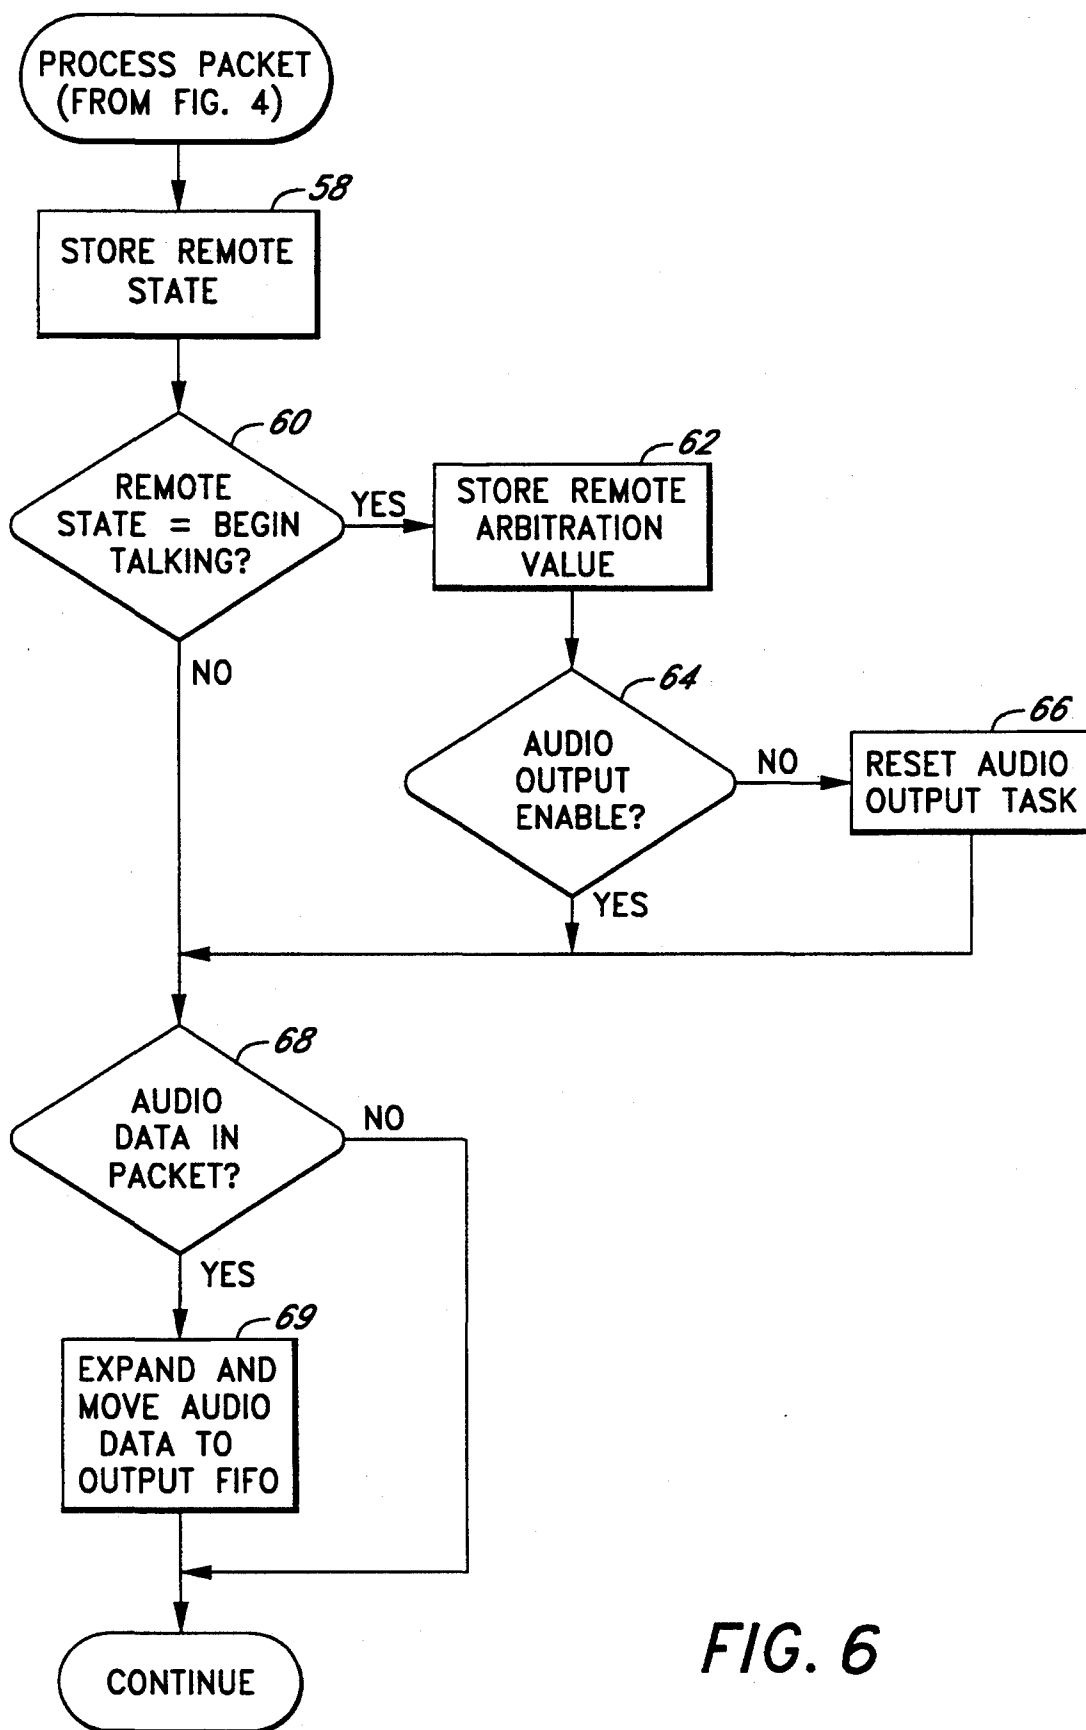 PROCESS PACKET
(FROM FIG. 4)
58
STORE REMOTE
STATE
60
REMOTE
STATE = BEGIN
TALKING?
YES
NO
62
STORE REMOTE
ARBITRATION
VALUE
64
AUDIO
OUTPUT
ENABLE?
NO
YES
66
RESET AUDIO
OUTPUT TASK
68
AUDIO
DATA IN
PACKET?
NO
YES
69
EXPAND AND
MOVE AUDIO
DATA TO
OUTPUT FIFO
CONTINUE
FIG. 6